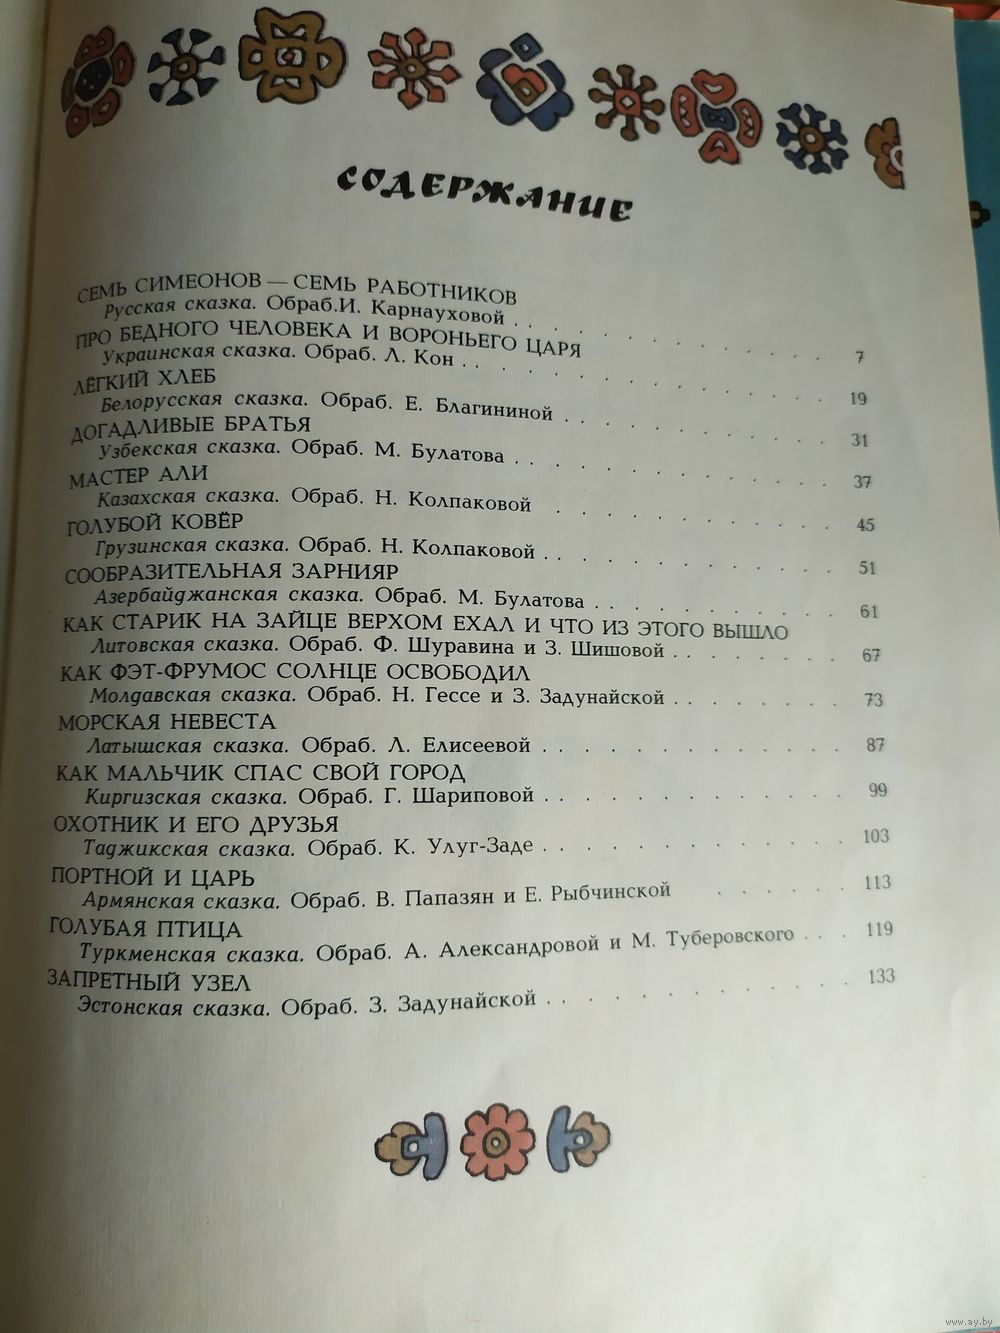 СОДЕРЖАНИЕ
СЕМЬ СИМЕОНОВ — СЕМЬ РАБОТНИКОВ
Русская сказка. Обраб.И. Карнауховой . . . . . . . . . . . 7
ПРО БЕДНОГО ЧЕЛОВЕКА И ВОРОНЬЕГО ЦАРЯ
Украинская сказка. Обраб. Л. Кон . . . . . . . . . . . 19
ЛЁГКИЙ ХЛЕБ
Белорусская сказка. Обраб. Е. Благининой . . . . . . . . . . . 31
ДОГАДЛИВЫЕ БРАТЬЯ
Узбекская сказка. Обраб. М. Булатова . . . . . . . . . . . 37
МАСТЕР АЛИ
Казахская сказка. Обраб. Н. Колпаковой . . . . . . . . . . . 45
ГОЛУБОЙ КОВЁР
Грузинская сказка. Обраб. Н. Колпаковой . . . . . . . . . . . 51
СООБРАЗИТЕЛЬНАЯ ЗАРНИЯР
Азербайджанская сказка. Обраб. М. Булатова . . . . . . . . . . 61
КАК СТАРИК НА ЗАЙЦЕ ВЕРХОМ ЕХАЛ И ЧТО ИЗ ЭТОГО ВЫШЛО
Литовская сказка. Обраб. Ф. Шуравина и З. Шишовой . . . . . . . 67
КАК ФЭТ-ФРУМОС СОЛНЦЕ ОСВОБОДИЛ
Молдавская сказка. Обраб. Н. Гессе и З. Задунайской . . . . . . . 73
МОРСКАЯ НЕВЕСТА
Латышская сказка. Обраб. Л. Елисеевой . . . . . . . . . . . 87
КАК МАЛЬЧИК СПАС СВОЙ ГОРОД
Киргизская сказка. Обраб. Г. Шариповой . . . . . . . . . . . 99
ОХОТНИК И ЕГО ДРУЗЬЯ
Таджикская сказка. Обраб. К. Улуг-Заде . . . . . . . . . . . 103
ПОРТНОЙ И ЦАРЬ
Армянская сказка. Обраб. В. Папазян и Е. Рыбчинской . . . . . . 113
ГОЛУБАЯ ПТИЦА
Туркменская сказка. Обраб. А. Александровой и М. Туберовского . . . 119
ЗАПРЕТНЫЙ УЗЕЛ
Эстонская сказка. Обраб. З. Задунайской . . . . . . . . . . . 133
www.ay.by